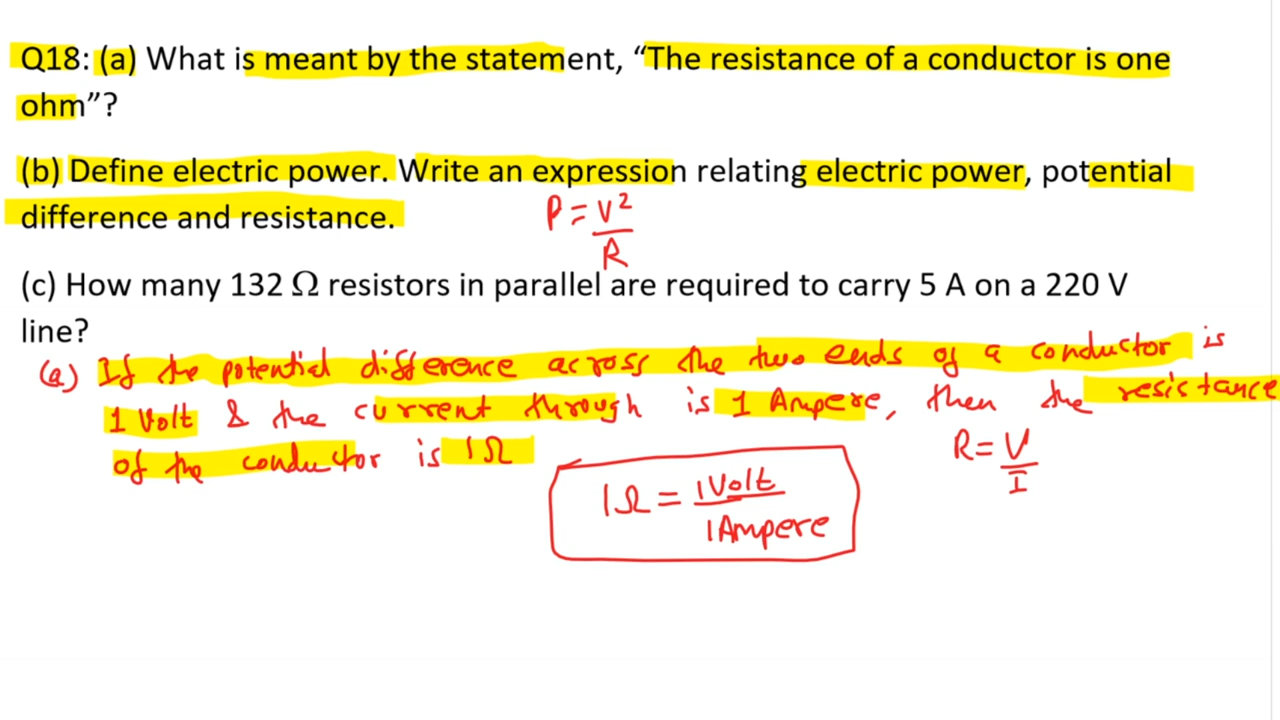 Q18: (a) What is meant by the statement, “The resistance of a conductor is one
ohm”?
(b) Define electric power. Write an expression relating electric power, potential
difference and resistance.
P = V²/R
(c) How many 132 Ω resistors in parallel are required to carry 5 A on a 220 V
line?
(a) If the potential difference across the two ends of a conductor is
1 Volt & the current through is 1 Ampere, then the resistance
of the conductor is 1Ω
R = V/I
1Ω = 1Volt/1Ampere